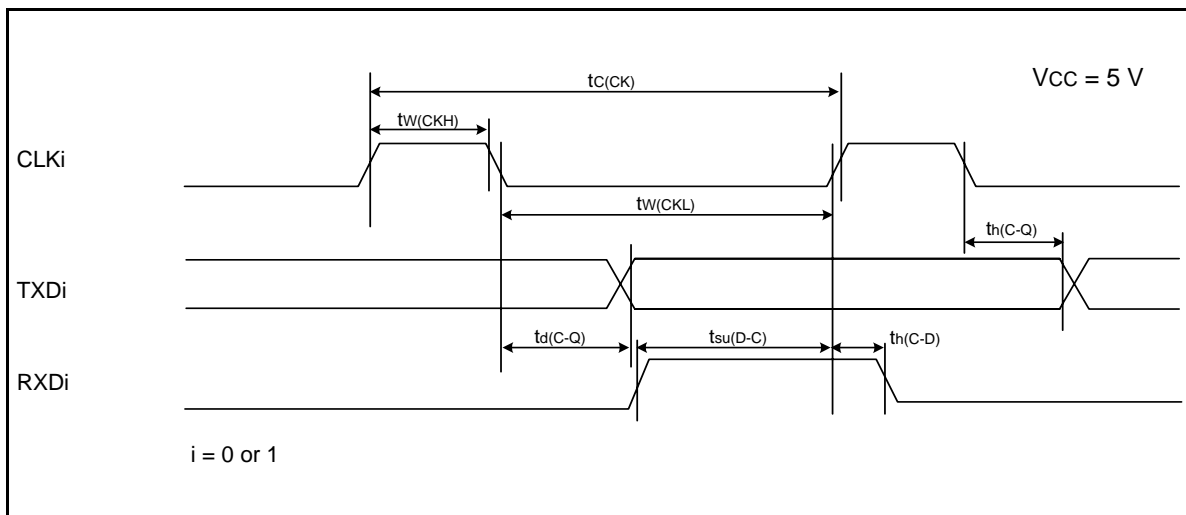 tC(CK)
VCC = 5 V
tW(CKH)
CLKi
tW(CKL)
th(C-Q)
TXDi
td(C-Q)
tsu(D-C)
th(C-D)
RXDi
i = 0 or 1